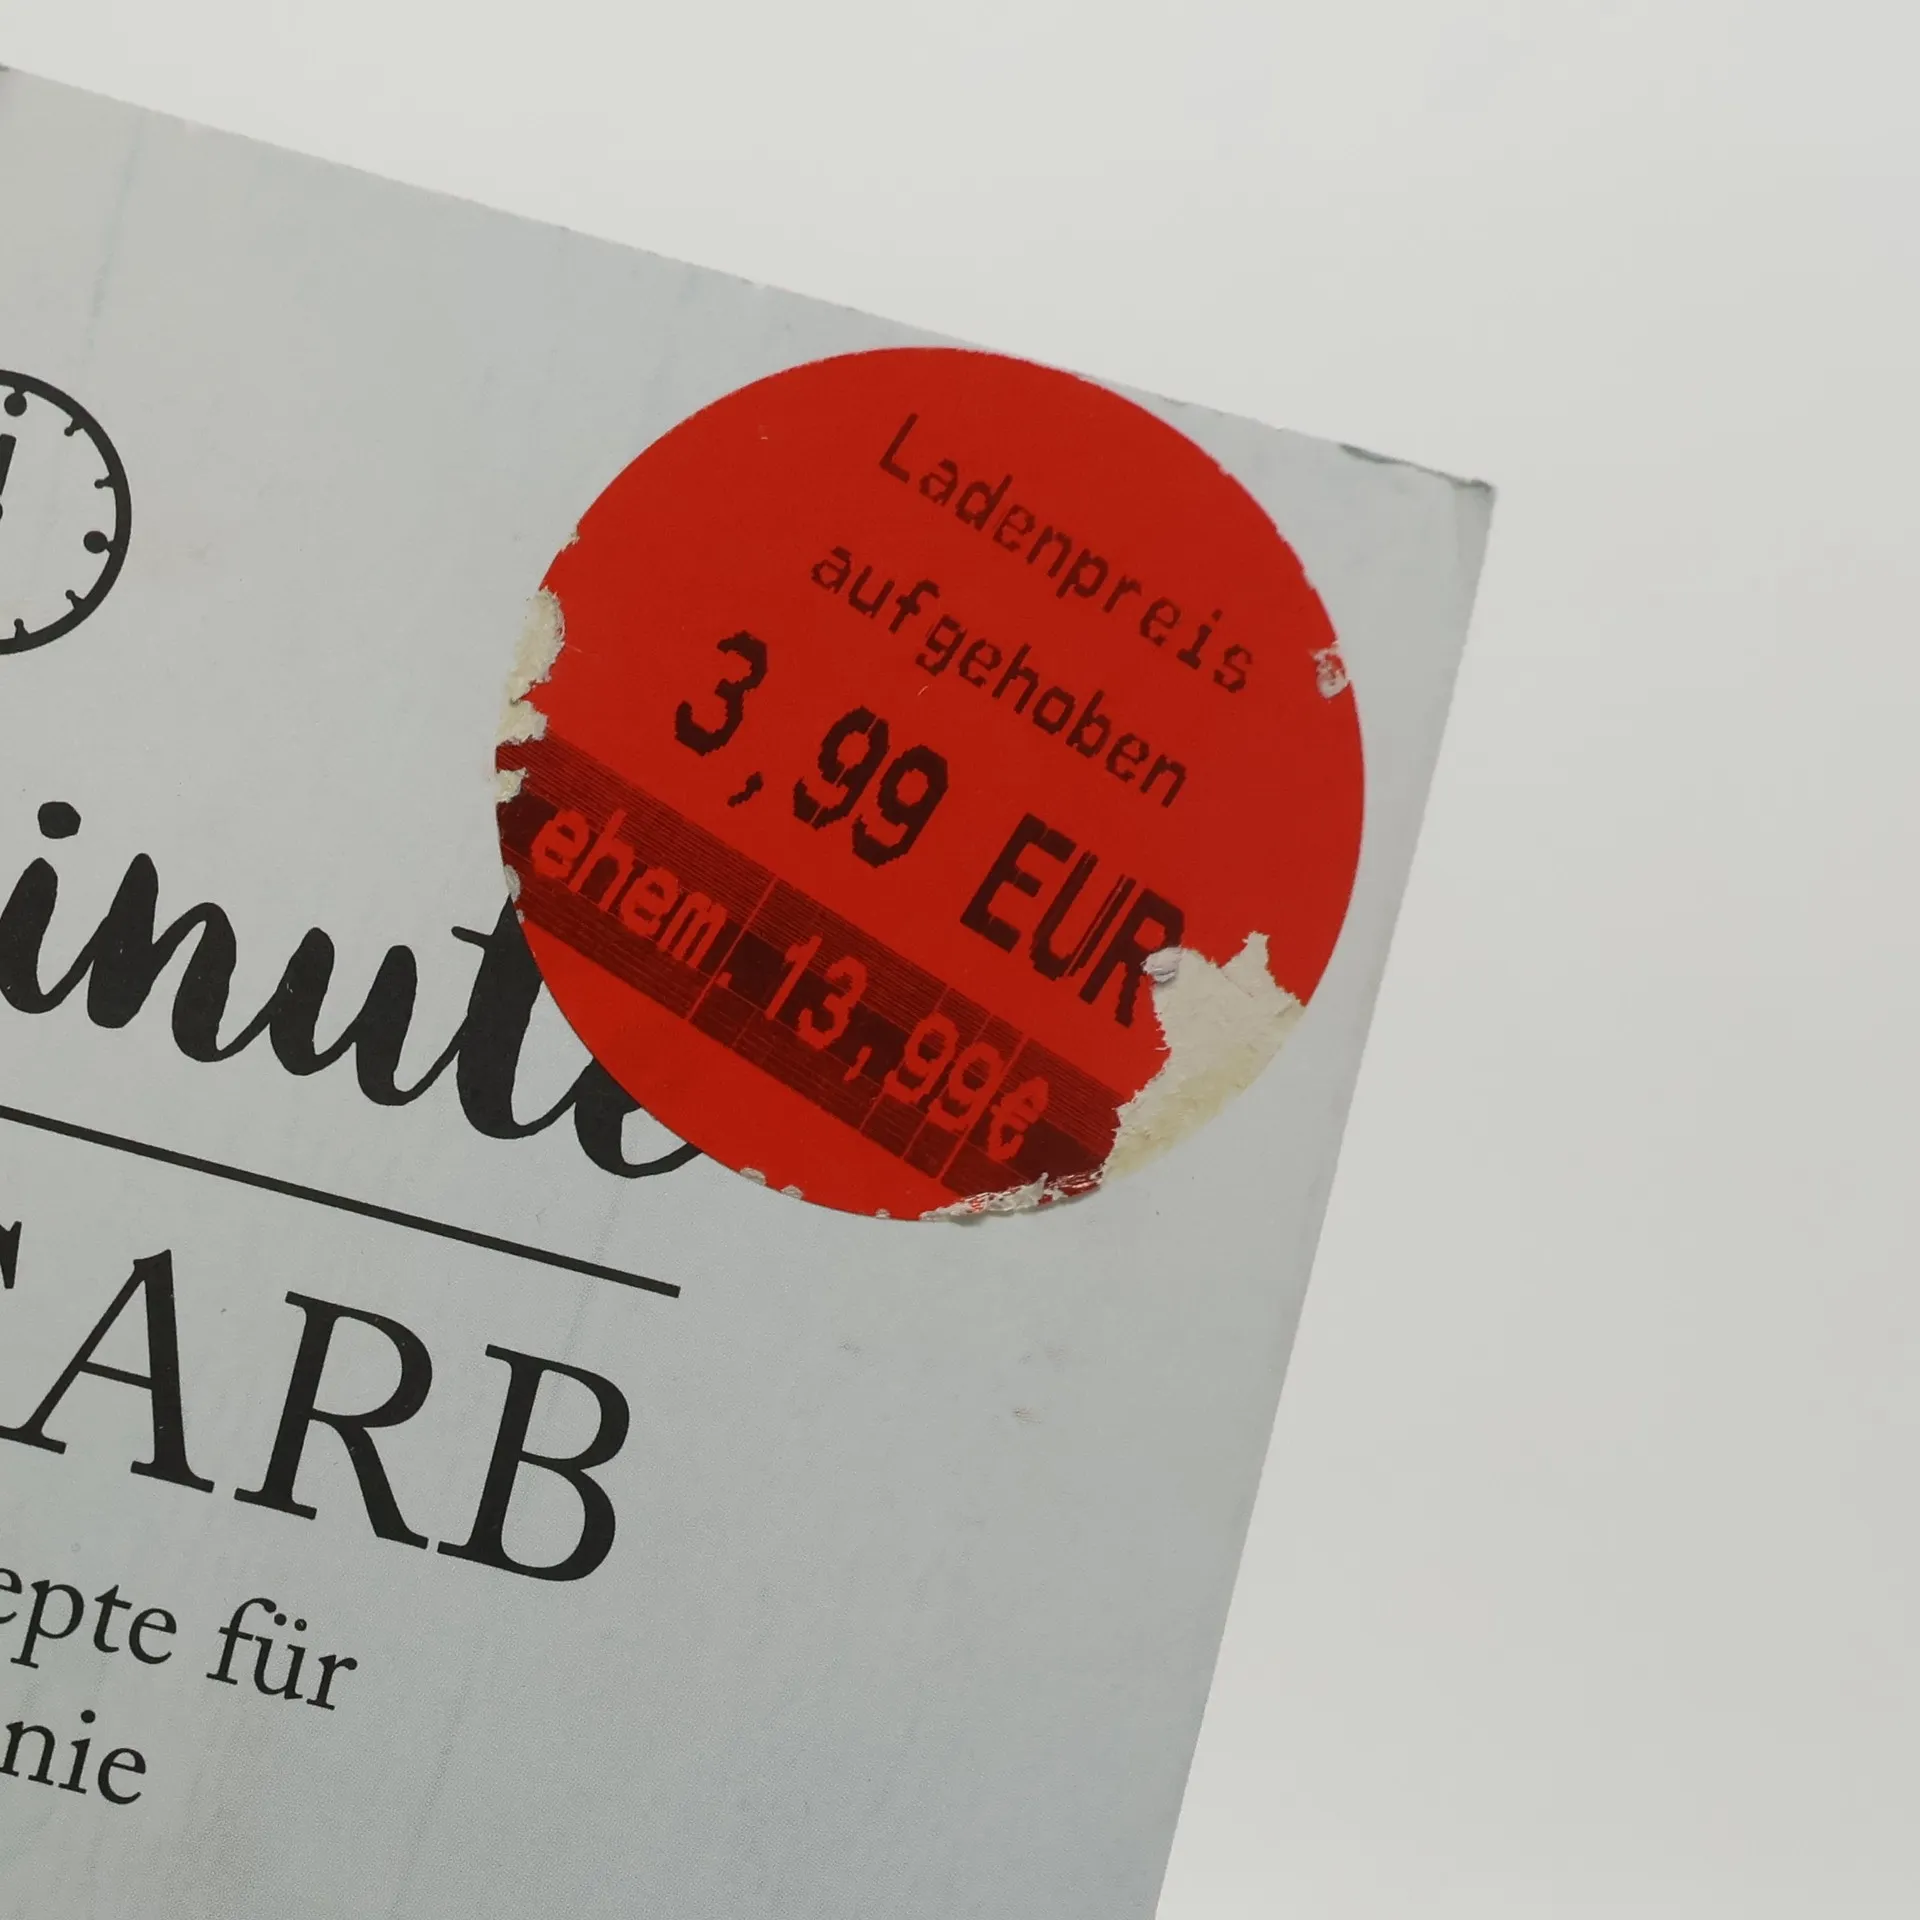 Ladenpreis
aufgehoben
3,99 EUR
ehem. 13,99€
inute
ARB
epte für
nie